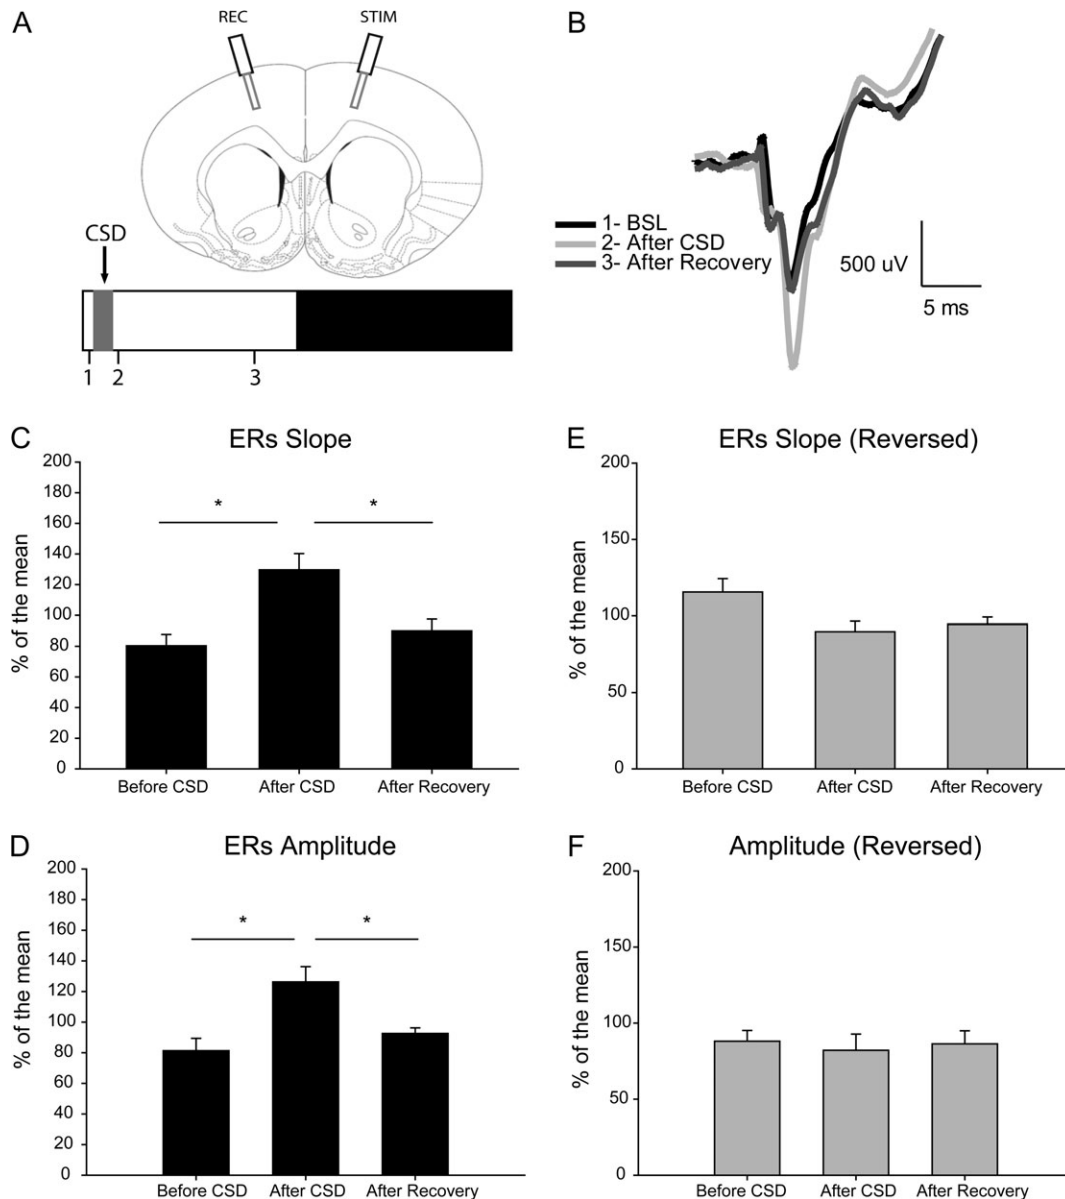 A
REC
STIM
CSD
1
2
3
B
1- BSL
2- After CSD
3- After Recovery
500 uV
5 ms
C
ERs Slope
% of the mean
200
180
160
140
120
100
80
60
40
20
0
*
*
Before CSD
After CSD
After Recovery
E
ERs Slope (Reversed)
% of the mean
200
150
100
50
0
Before CSD
After CSD
After Recovery
D
ERs Amplitude
% of the mean
200
180
160
140
120
100
80
60
40
20
0
*
*
Before CSD
After CSD
After Recovery
F
Amplitude (Reversed)
% of the mean
200
150
100
50
0
Before CSD
After CSD
After Recovery